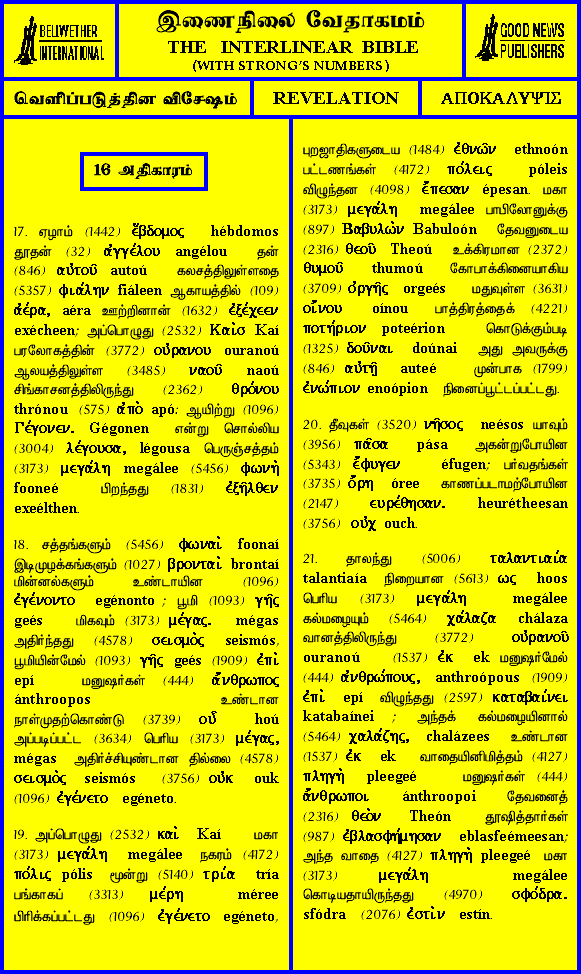 BELIWETHER
INTERNATIONAL
இணைநிலை வேதாகமம்
THE INTERLINEAR BIBLE
(WITH STRONG'S NUMBERS)
GOOD NEWS
PUBLISHERS
வெளிப்படுத்தின விசேஷம்
REVELATION
ΑΠΟΚΑΛΥΨΙΣ
16 அதிகாரம்
17. ஏழாம் (1442) ἕβδομος hébdomos
தூதன் (32) ἀγγέλου angélou தன்
(846) αὐτοῦ autoú கலசத்திலுள்ளதை
(5357) φιάλην fiáleen ஆகாயத்தில் (109)
ἀέρα, aéra ஊற்றினான் (1632) ἐξέχεεν
exécheen; அப்பொழுது (2532) Καὶσ Kaí
பரலோகத்தின் (3772) οὐρανου ouranoú
ஆலயத்திலுள்ள (3485) ναοῦ naoú
சிங்காசனத்திலிருந்து (2362) θρόνου
thrónou (575) ἀπὸ apó: ஆயிற்று (1096)
Γέγονεν. Gégonen என்று சொல்லிய
(3004) λέγουσα, légousa பெருஞ்சத்தம்
(3173) μεγάλη megálee (5456) φωνὴ
fooneé பிறந்தது (1831) ἐξῆλθεν
exeélthen.
18. சத்தங்களும் (5456) φωναὶ foonaí
இடிமுழக்கங்களும் (1027) βρονταὶ brontaí
மின்னல்களும் உண்டாயின (1096)
ἐγένοντο egénonto ; பூமி (1093) γῆς
geés மிகவும் (3173) μέγας. mégas
அதிர்ந்தது (4578) σεισμὸς seismós,
பூமியின்மேல் (1093) γῆς geés (1909) ἐπὶ
epí மனுஷர்கள் (444) ἄνθρωπος
ánthroopos உண்டான
நாள்முதற்கொண்டு (3739) οὗ hoú
அப்படிப்பட்ட (3634) பெரிய (3173) μέγας,
mégas அதிர்ச்சியுண்டான தில்லை (4578)
σεισμὸς seismós (3756) οὐκ ouk
(1096) ἐγένετο egéneto.
19. அப்பொழுது (2532) καὶ Kaí மகா
(3173) μεγάλη megálee நகரம் (4172)
πόλις pólis மூன்று (5140) τρία tría
பங்காகப் (3313) μέρη méree
பிரிக்கப்பட்டது (1096) ἐγένετο egéneto,
புறஜாதிகளுடைய (1484) ἐθνῶν ethnoón
பட்டணங்கள் (4172) πόλεις póleis
விழுந்தன (4098) ἔπεσαν épesan. மகா
(3173) μεγάλη megálee பாபிலோனுக்கு
(897) Βαβυλὼν Babuloón தேவனுடைய
(2316) θεοῦ Theoú உக்கிரமான (2372)
θυμοῦ thumoú கோபாக்கினையாகிய
(3709) ὀργῆς orgeés மதுவுள்ள (3631)
οἴνου oínou பாத்திரத்தைக் (4221)
ποτήριον poteérion கொடுக்கும்படி
(1325) δοῦναι doúnai அது அவருக்கு
(846) αὐτῇ auteé முன்பாக (1799)
ἐνώπιον enoópion நினைப்பூட்டப்பட்டது.
20. தீவுகள் (3520) νῆσος neésos யாவும்
(3956) πᾶσα pása அகன்றுபோயின
(5343) ἔφυγεν éfugen; பர்வதங்கள்
(3735) ὄρη óree காணப்படாமற்போயின
(2147) ευρέθησαν. heurétheesan
(3756) οὐχ ouch.
21. தாலந்து (5006) ταλαντιαία
talantiaía நிறையான (5613) ως hoos
பெரிய (3173) μεγάλη megálee
கல்மழையும் (5464) χάλαζα chálaza
வானத்திலிருந்து (3772) οὐρανοῦ
ouranoú (1537) ἐκ ek மனுஷர்மேல்
(444) ἀνθρώπους, anthroópous (1909)
ἐπὶ epí விழுந்தது (2597) καταβαίνει
katabaínei ; அந்தக் கல்மழையினால்
(5464) χαλάζης, chalázees உண்டான
(1537) ἐκ ek வாதையினிமித்தம் (4127)
πληγὴ pleegeé மனுஷர்கள் (444)
ἄνθρωποι ánthroopoi தேவனைத்
(2316) θεὸν Theón தூஷித்தார்கள்
(987) ἐβλασφήμησαν eblasfeémeesan;
அந்த வாதை (4127) πληγὴ pleegeé மகா
(3173) μεγάλη megálee
கொடியதாயிருந்தது (4970) σφόδρα.
sfódra (2076) ἐστὶν estín.